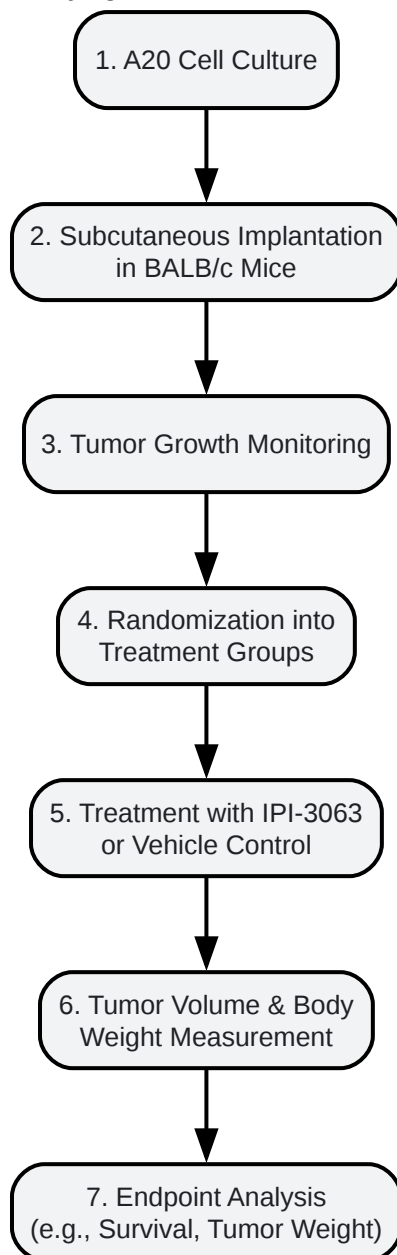 1. A20 Cell Culture
2. Subcutaneous Implantation
in BALB/c Mice
3. Tumor Growth Monitoring
4. Randomization into
Treatment Groups
5. Treatment with IPI-3063
or Vehicle Control
6. Tumor Volume & Body
Weight Measurement
7. Endpoint Analysis
(e.g., Survival, Tumor Weight)